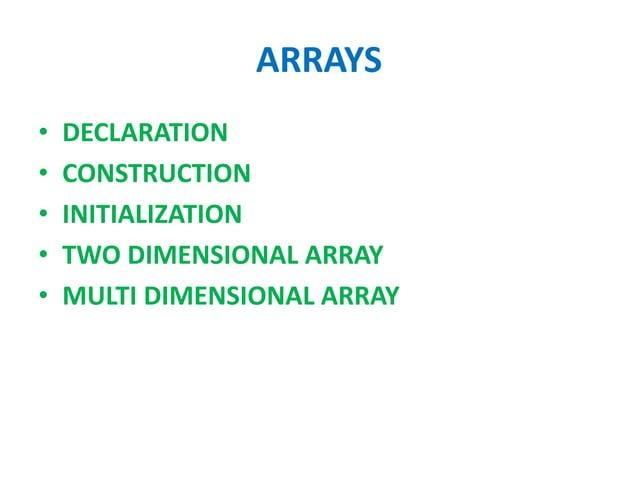 ARRAYS
• DECLARATION
• CONSTRUCTION
• INITIALIZATION
• TWO DIMENSIONAL ARRAY
• MULTI DIMENSIONAL ARRAY